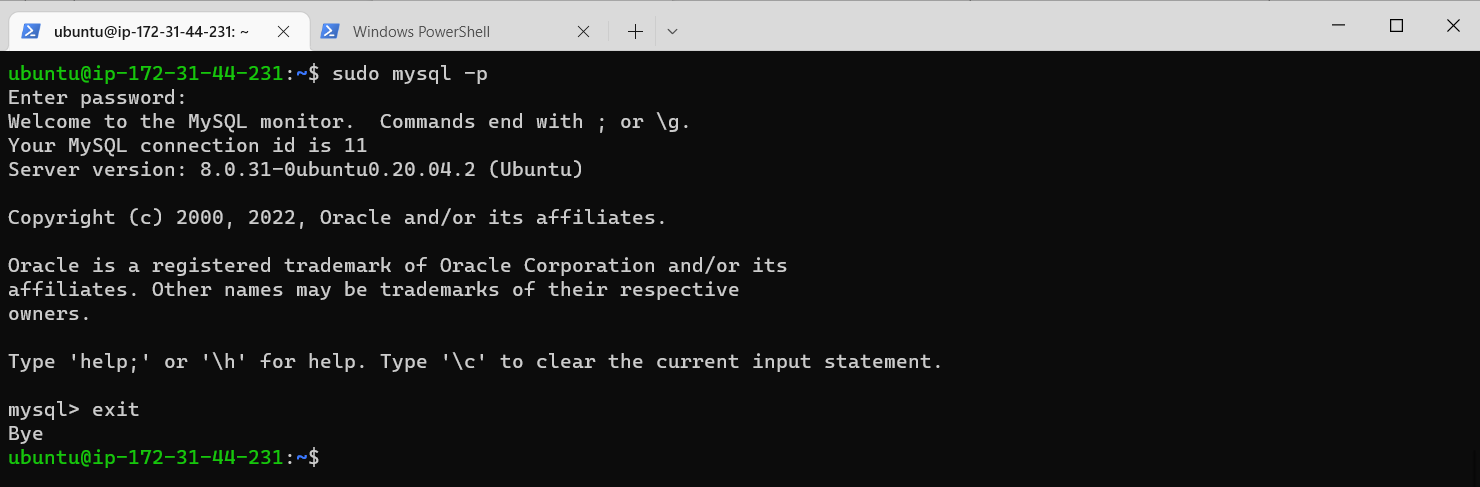 ubuntu@ip-172-31-44-231: ~
Windows PowerShell
ubuntu@ip-172-31-44-231:~$ sudo mysql -p
Enter password:
Welcome to the MySQL monitor.  Commands end with ; or \g.
Your MySQL connection id is 11
Server version: 8.0.31-0ubuntu0.20.04.2 (Ubuntu)

Copyright (c) 2000, 2022, Oracle and/or its affiliates.

Oracle is a registered trademark of Oracle Corporation and/or its
affiliates. Other names may be trademarks of their respective
owners.

Type 'help;' or '\h' for help. Type '\c' to clear the current input statement.

mysql> exit
Bye
ubuntu@ip-172-31-44-231:~$